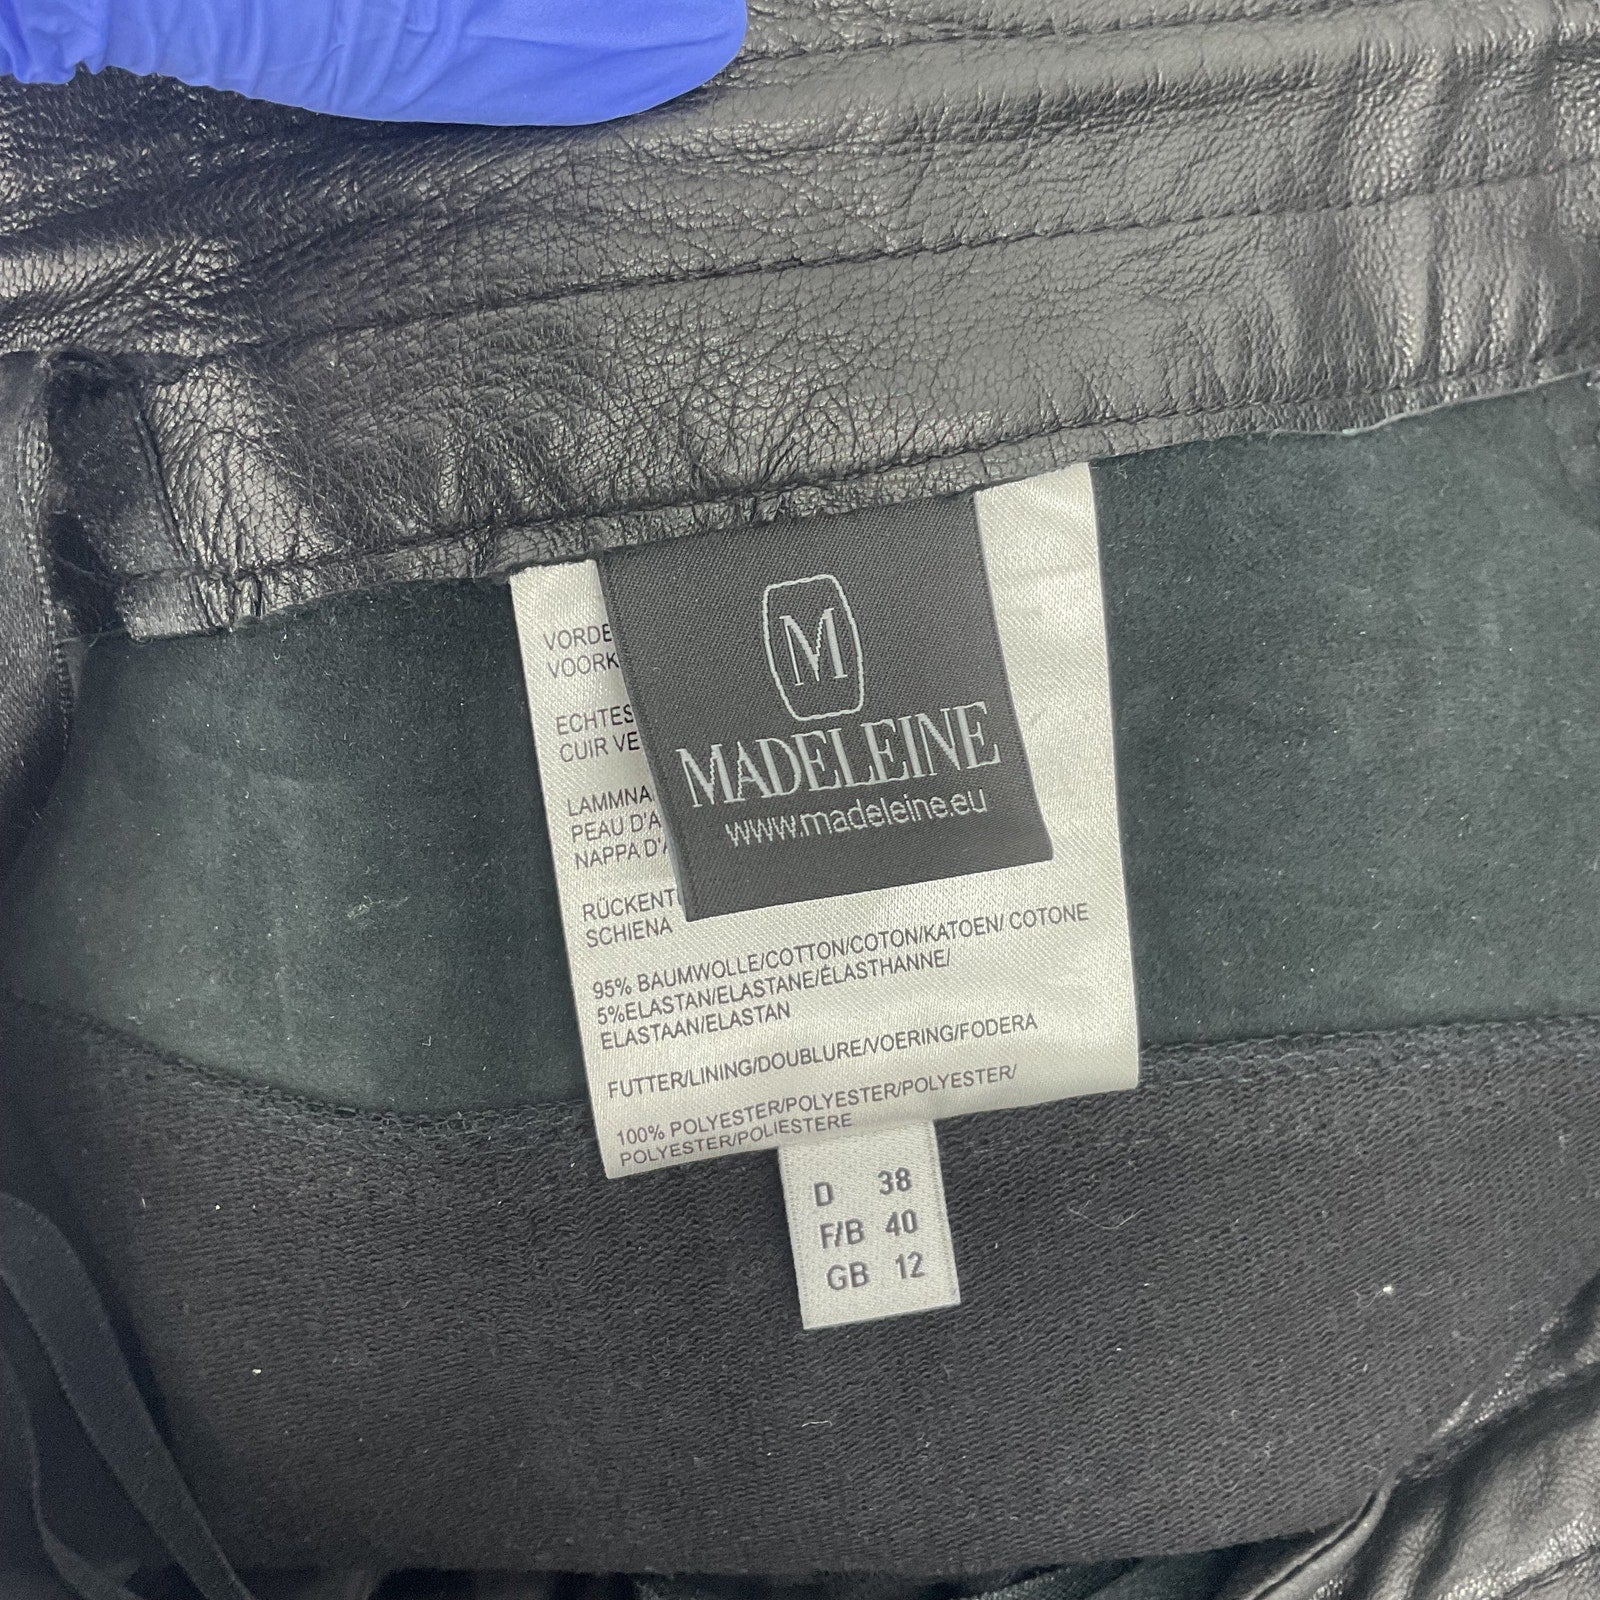 M
MADELEINE
www.madeleine.eu
VORDE
VOORK
ECHTES
CUIR VE
LAMMNA
PEAU D'A
NAPPA D'A
RÜCKENT
SCHIENA
95% BAUMWOLLE/COTTON/COTON/KATOEN/ COTONE
5%ELASTAN/ELASTANE/ÉLASTHANNE/
ELASTAAN/ELASTAN
FUTTER/LINING/DOUBLURE/VOERING/FODERA
100% POLYESTER/POLYESTER/POLYESTER/
POLYESTER/POLIESTERE
D 38
F/B 40
GB 12